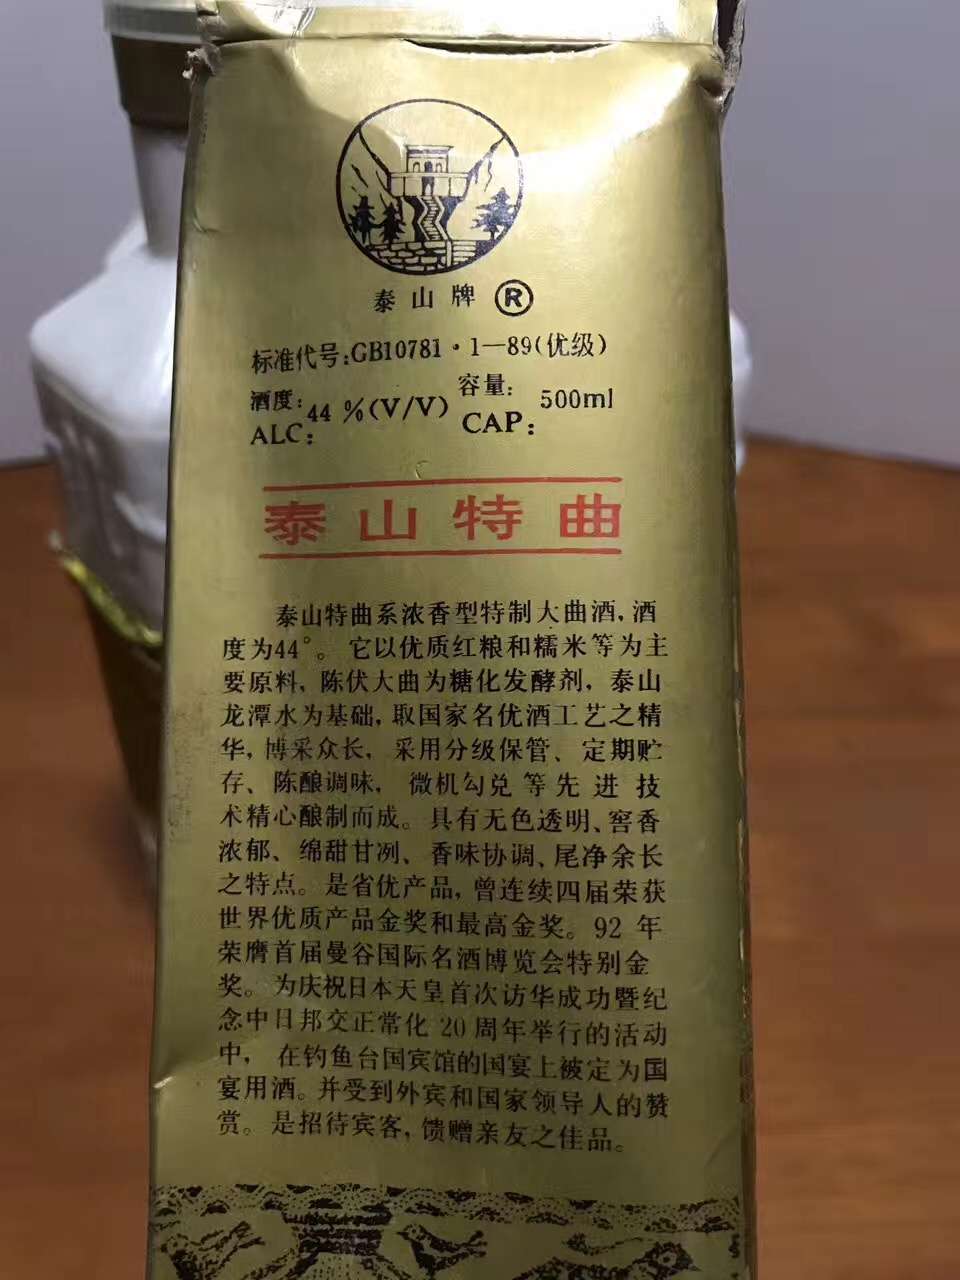 泰山牌 ®
标准代号:GB10781·1—89(优级)
酒度: 44 %(V/V) 容量: 500ml
ALC: CAP:
泰山特曲
泰山特曲系浓香型特制大曲酒,酒
度为44°。它以优质红粮和糯米等为主
要原料,陈伏大曲为糖化发酵剂,泰山
龙潭水为基础,取国家名优酒工艺之精
华,博采众长,采用分级保管、定期贮
存、陈酿调味,微机勾兑等先进技
术精心酿制而成。具有无色透明、窖香
浓郁、绵甜甘冽、香味协调、尾净余长
之特点。是省优产品,曾连续四届荣获
世界优质产品金奖和最高金奖。92年
荣膺首届曼谷国际名酒博览会特别金
奖。为庆祝日本天皇首次访华成功暨纪
念中日邦交正常化20周年举行的活动
中,在钓鱼台国宾馆的国宴上被定为国
宴用酒。并受到外宾和国家领导人的赞
赏。是招待宾客,馈赠亲友之佳品。